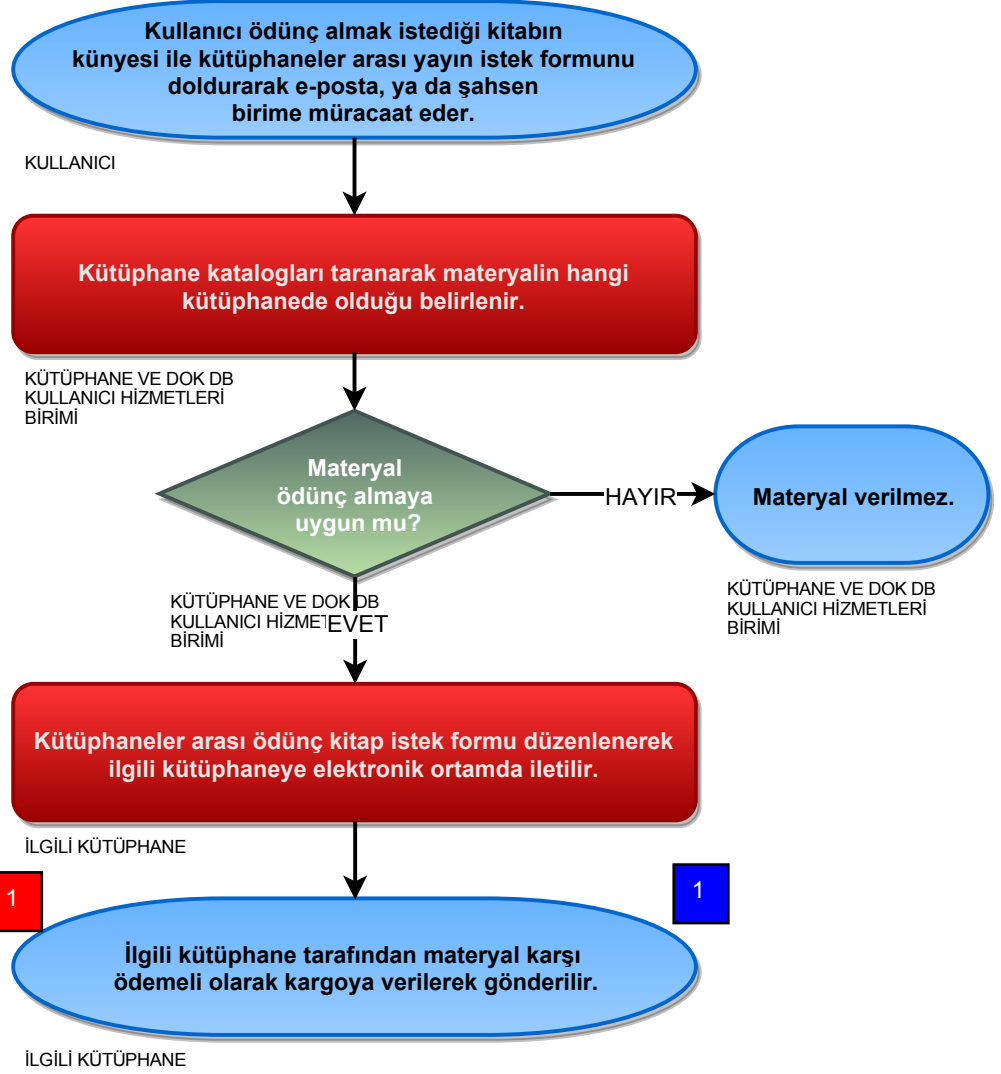 Kullanıcı ödünç almak istediği kitabın
künyesi ile kütüphaneler arası yayın istek formunu
doldurarak e-posta, ya da şahsen
birime müracaat eder.
KULLANICI
Kütüphane katalogları taranarak materyalin hangi
kütüphanede olduğu belirlenir.
KÜTÜPHANE VE DOK DB
KULLANICI HİZMETLERİ
BİRİMİ
Materyal
ödünç almaya
uygun mu?
HAYIR
Materyal verilmez.
KÜTÜPHANE VE DOK DB
KULLANICI HİZMETLERİ
BİRİMİ
KÜTÜPHANE VE DOK DB
KULLANICI
BİRİMİ
EVET
Kütüphaneler arası ödünç kitap istek formu düzenlenerek
ilgili kütüphaneye elektronik ortamda iletilir.
İLGİLİ KÜTÜPHANE
1
1
İlgili kütüphane tarafından materyal karşı
ödemeli olarak kargoya verilerek gönderilir.
İLGİLİ KÜTÜPHANE